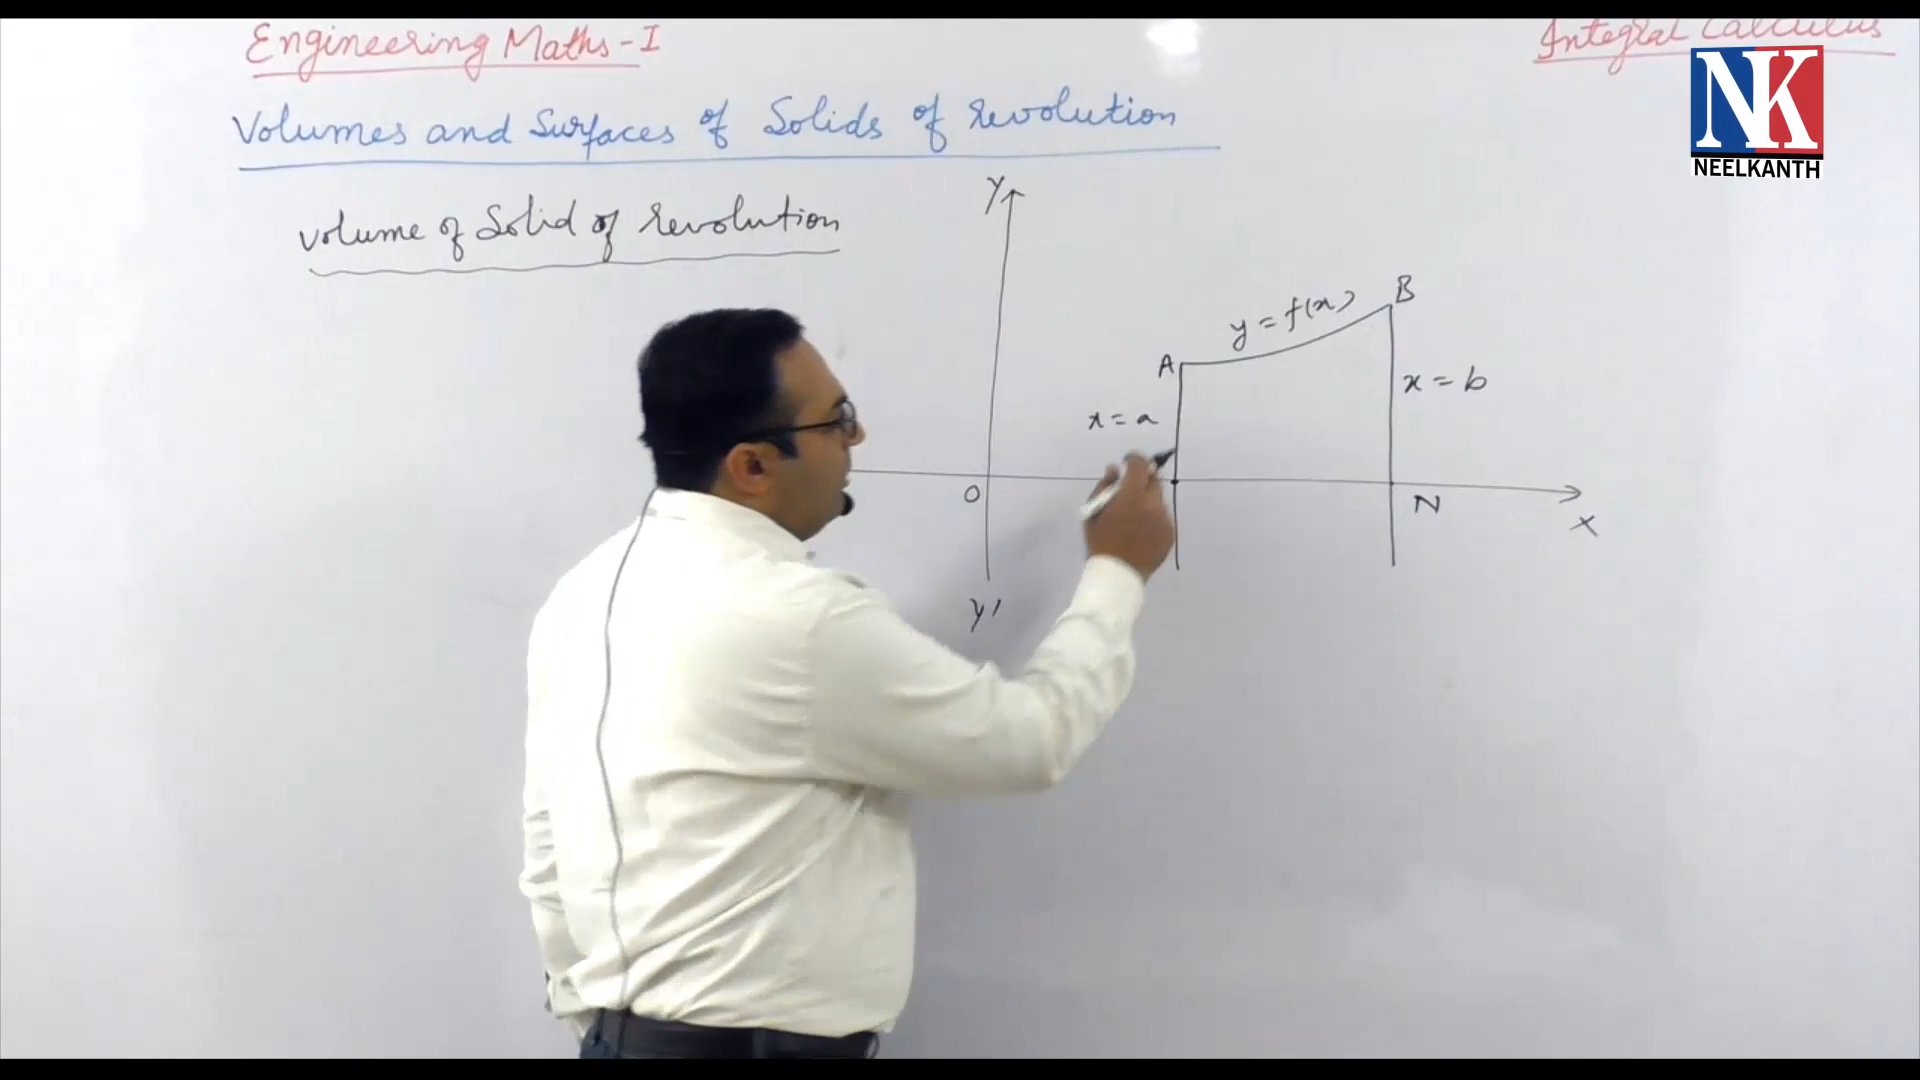 Engineering Maths-I
Integral Calculus
NK
NEELKANTH
Volumes and Surfaces of Solids of revolution
volume of Solid of revolution
Y
B
y = f(x)
A
x = b
x = a
O
N
X
Y'